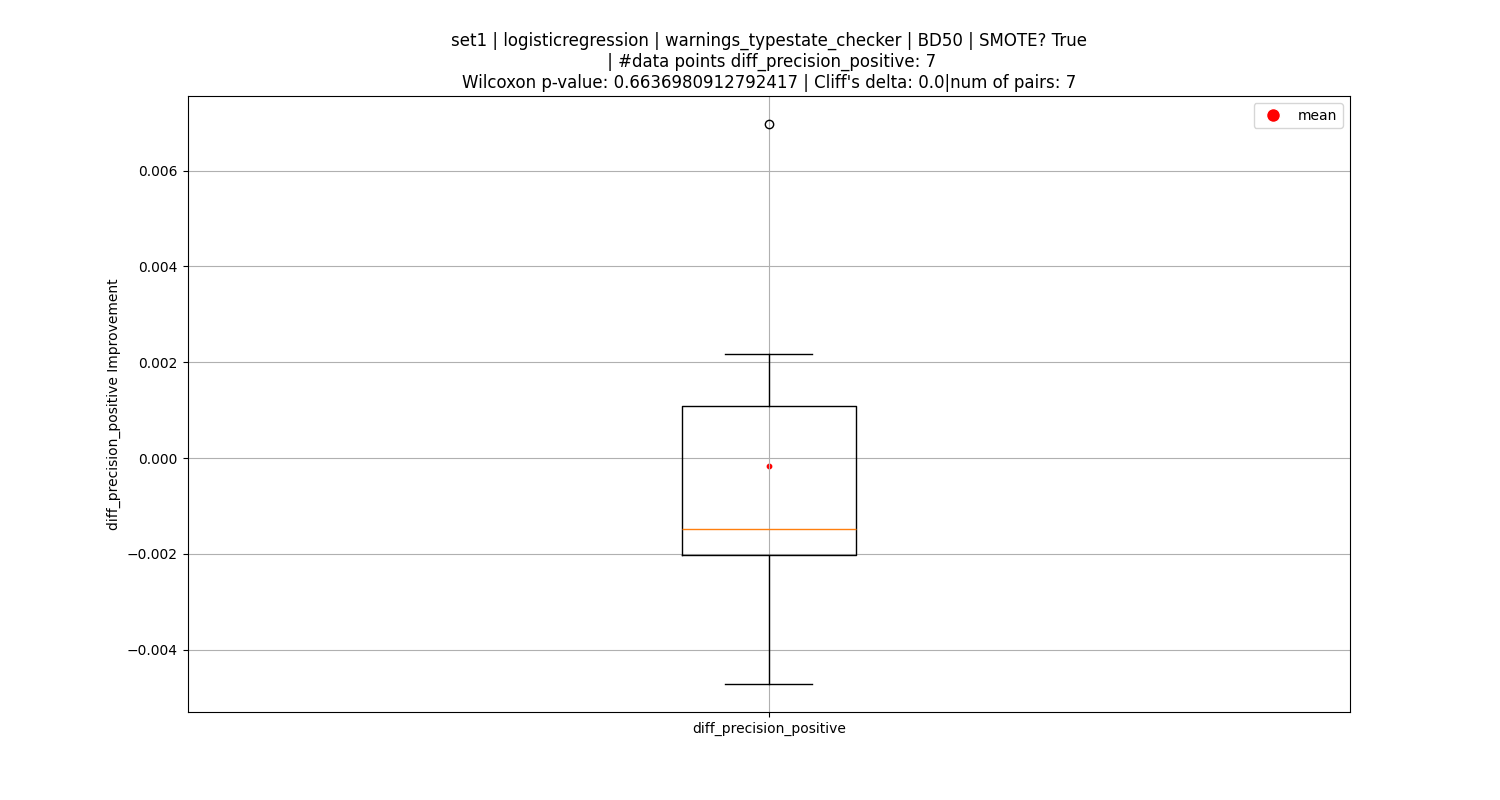 set1 | logisticregression | warnings_typestate_checker | BD50 | SMOTE? True
| #data points diff_precision_positive: 7
Wilcoxon p-value: 0.6636980912792417 | Cliff's delta: 0.0|num of pairs: 7
mean
0.006
0.004
0.002
0.000
−0.002
−0.004
diff_precision_positive Improvement
diff_precision_positive